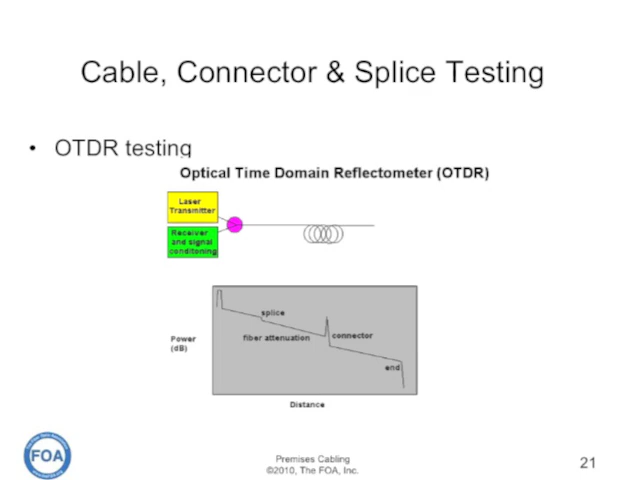 Cable, Connector & Splice Testing
• OTDR testing
Optical Time Domain Reflectometer (OTDR)
Laser
Transmitter
Receiver
and signal
conditioning
splice
Power
(dB)
fiber attenuation
connector
end
Distance
FOA
Premises Cabling
©2010, The FOA, Inc.
21